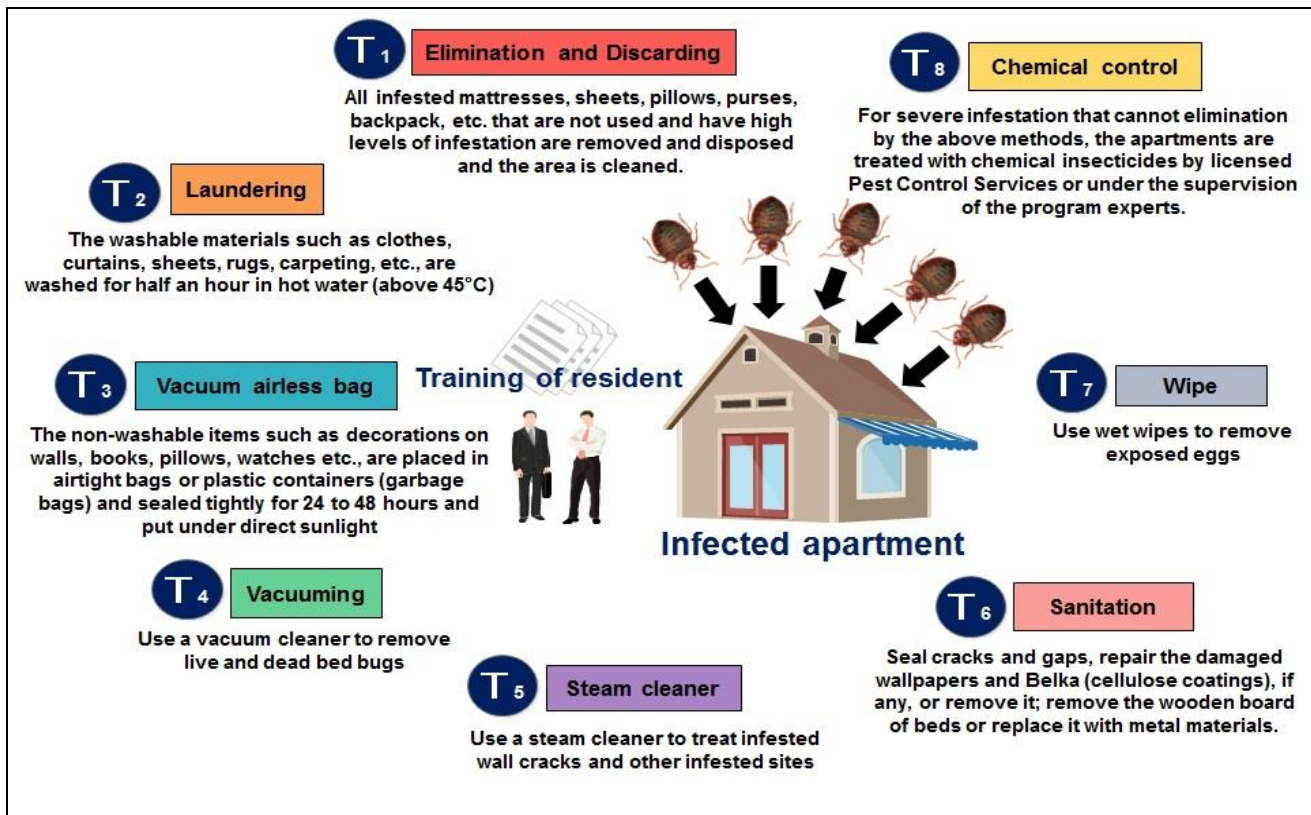 T 1 Elimination and Discarding
All infested mattresses, sheets, pillows, purses,
backpack, etc. that are not used and have high
levels of infestation are removed and disposed
and the area is cleaned.
T 8 Chemical control
For severe infestation that cannot elimination
by the above methods, the apartments are
treated with chemical insecticides by licensed
Pest Control Services or under the supervision
of the program experts.
T 2 Laundering
The washable materials such as clothes,
curtains, sheets, rugs, carpeting, etc., are
washed for half an hour in hot water (above 45°C)
T 3 Vacuum airless bag
The non-washable items such as decorations on
walls, books, pillows, watches etc., are placed in
airtight bags or plastic containers (garbage
bags) and sealed tightly for 24 to 48 hours and
put under direct sunlight
Training of resident
Infected apartment
T 7 Wipe
Use wet wipes to remove
exposed eggs
T 4 Vacuuming
Use a vacuum cleaner to remove
live and dead bed bugs
T 5 Steam cleaner
Use a steam cleaner to treat infested
wall cracks and other infested sites
T 6 Sanitation
Seal cracks and gaps, repair the damaged
wallpapers and Belka (cellulose coatings), if
any, or remove it; remove the wooden board
of beds or replace it with metal materials.